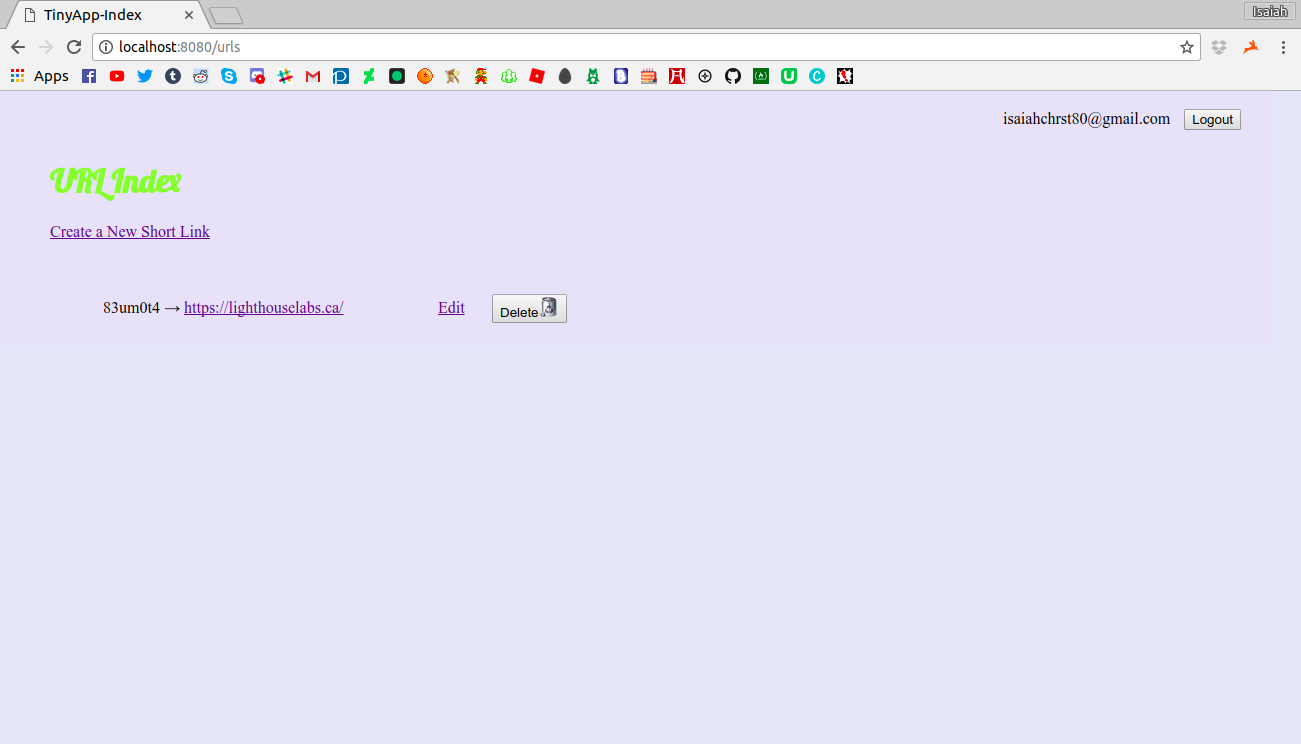 TinyApp-Index
Isaiah
localhost:8080/urls
Apps
isaiahchrst80@gmail.com Logout
URL Index
Create a New Short Link
83um0t4 → https://lighthouselabs.ca/ Edit Delete